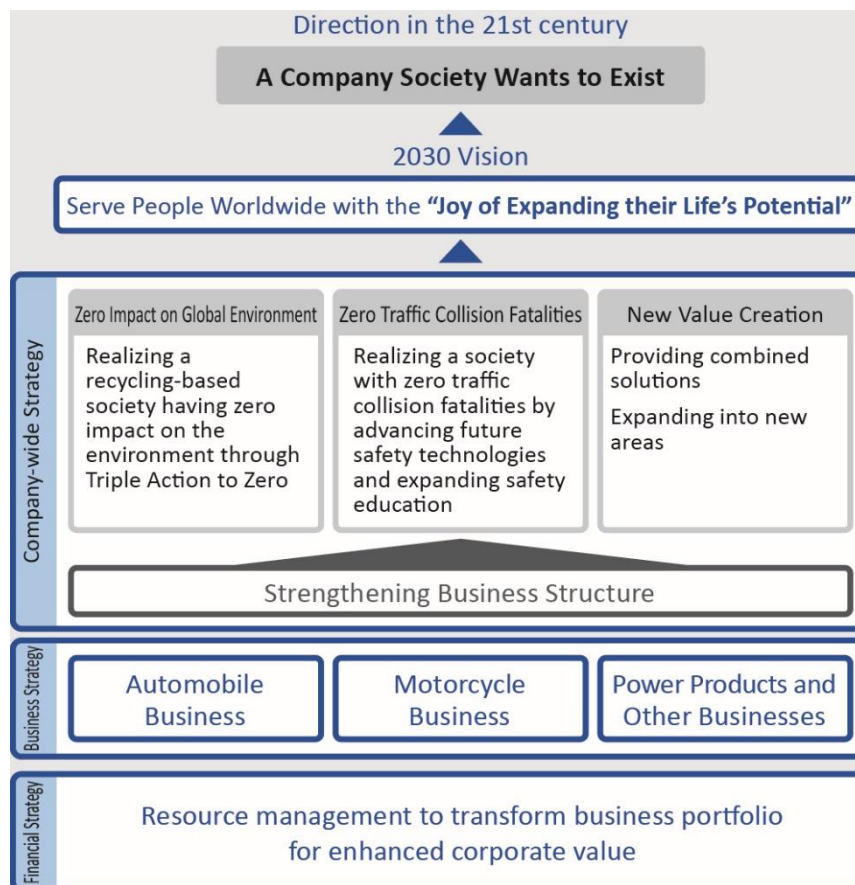 Direction in the 21st century
A Company Society Wants to Exist
2030 Vision
Serve People Worldwide with the “Joy of Expanding their Life’s Potential”
Company-wide Strategy
Zero Impact on Global Environment
Realizing a
recycling-based
society having zero
impact on the
environment through
Triple Action to Zero
Zero Traffic Collision Fatalities
Realizing a society
with zero traffic
collision fatalities by
advancing future
safety technologies
and expanding safety
education
New Value Creation
Providing combined
solutions
Expanding into new
areas
Strengthening Business Structure
Business Strategy
Automobile
Business
Motorcycle
Business
Power Products and
Other Businesses
Financial Strategy
Resource management to transform business portfolio
for enhanced corporate value